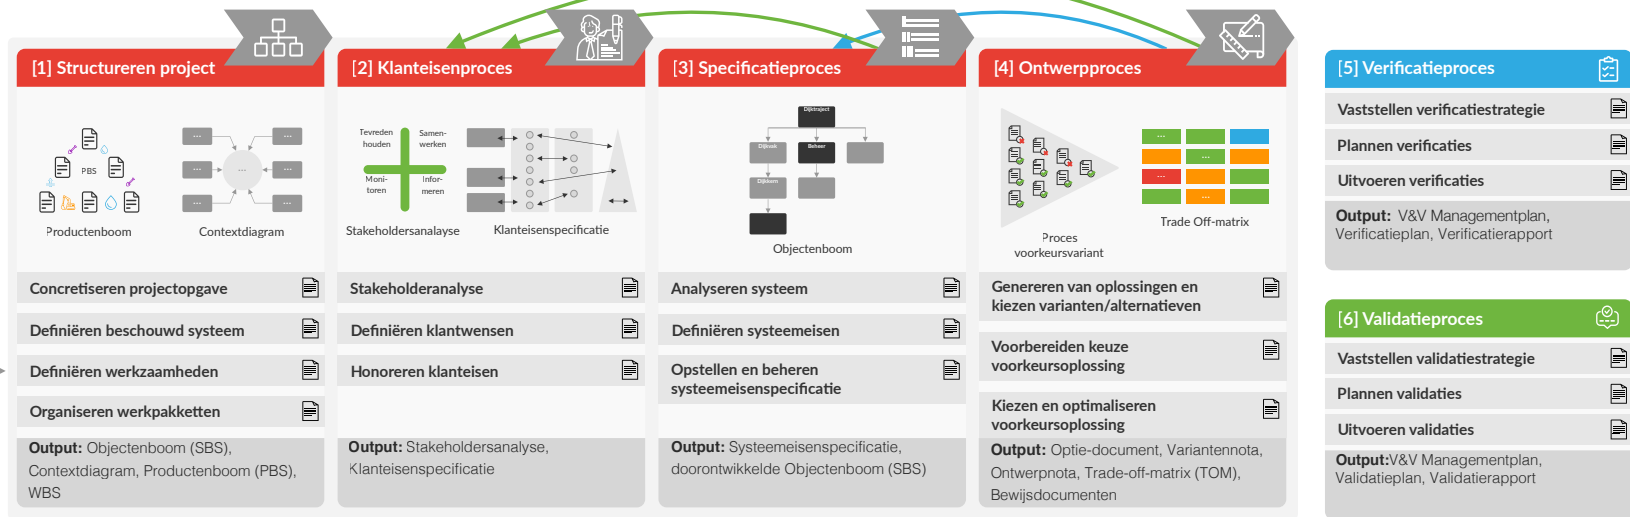 [1] Structureren project
PBS
Productenboom
...
...
...
...
...
...
...
Contextdiagram
Concretiseren projectopgave
Definiëren beschouwd systeem
Definiëren werkzaamheden
Organiseren werkpakketten
Output: Objectenboom (SBS),
Contextdiagram, Productenboom (PBS),
WBS
[2] Klanteisenproces
Tevreden
houden
Samen-
werken
Moni-
toren
Infor-
meren
Stakeholdersanalayse
Klanteisenspecificatie
Stakeholderanalyse
Definiëren klantwensen
Honoreren klanteisen
Output: Stakeholdersanalyse,
Klanteisenspecificatie
[3] Specificatieproces
Dijktraject
Dijkvak
Beheer
Dijkkern
Objectenboom
Analyseren systeem
Definiëren systeemeisen
Opstellen en beheren
systeemeisenspecificatie
Output: Systeemeisenspecificatie,
doorontwikkelde Objectenboom (SBS)
[4] Ontwerpproces
Proces
voorkeursvariant
...
...
...
...
Trade Off-matrix
Genereren van oplossingen en
kiezen varianten/alternatieven
Voorbereiden keuze
voorkeursoplossing
Kiezen en optimaliseren
voorkeursoplossing
Output: Optie-document, Variantennota,
Ontwerpnota, Trade-off-matrix (TOM),
Bewijsdocumenten
[5] Verificatieproces
Vaststellen verificatiestrategie
Plannen verificaties
Uitvoeren verificaties
Output: V&V Managementplan,
Verificatieplan, Verificatierapport
[6] Validatieproces
Vaststellen validatiestrategie
Plannen validaties
Uitvoeren validaties
Output:V&V Managementplan,
Validatieplan, Validatierapport